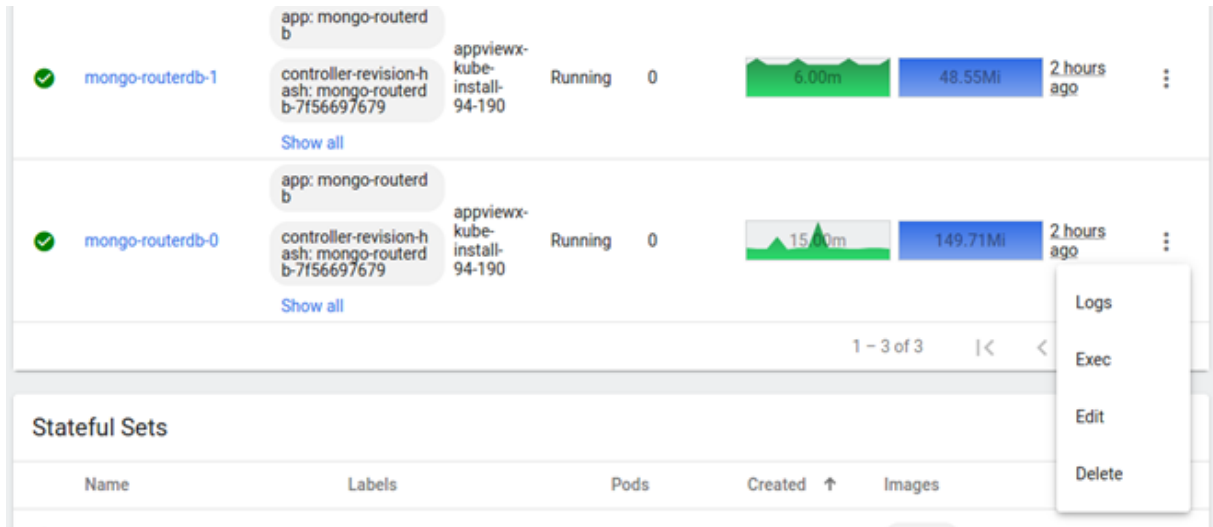 app: mongo-routerd
b
mongo-routerdb-1
controller-revision-h
ash: mongo-routerd
b-7f56697679
Show all
appviewx-
kube-
install-
94-190
Running
0
6.00m
48.55Mi
2 hours
ago
app: mongo-routerd
b
mongo-routerdb-0
controller-revision-h
ash: mongo-routerd
b-7f56697679
Show all
appviewx-
kube-
install-
94-190
Running
0
15.00m
149.71Mi
2 hours
ago
1 – 3 of 3
Logs
Exec
Edit
Delete
Stateful Sets
Name Labels Pods Created Images